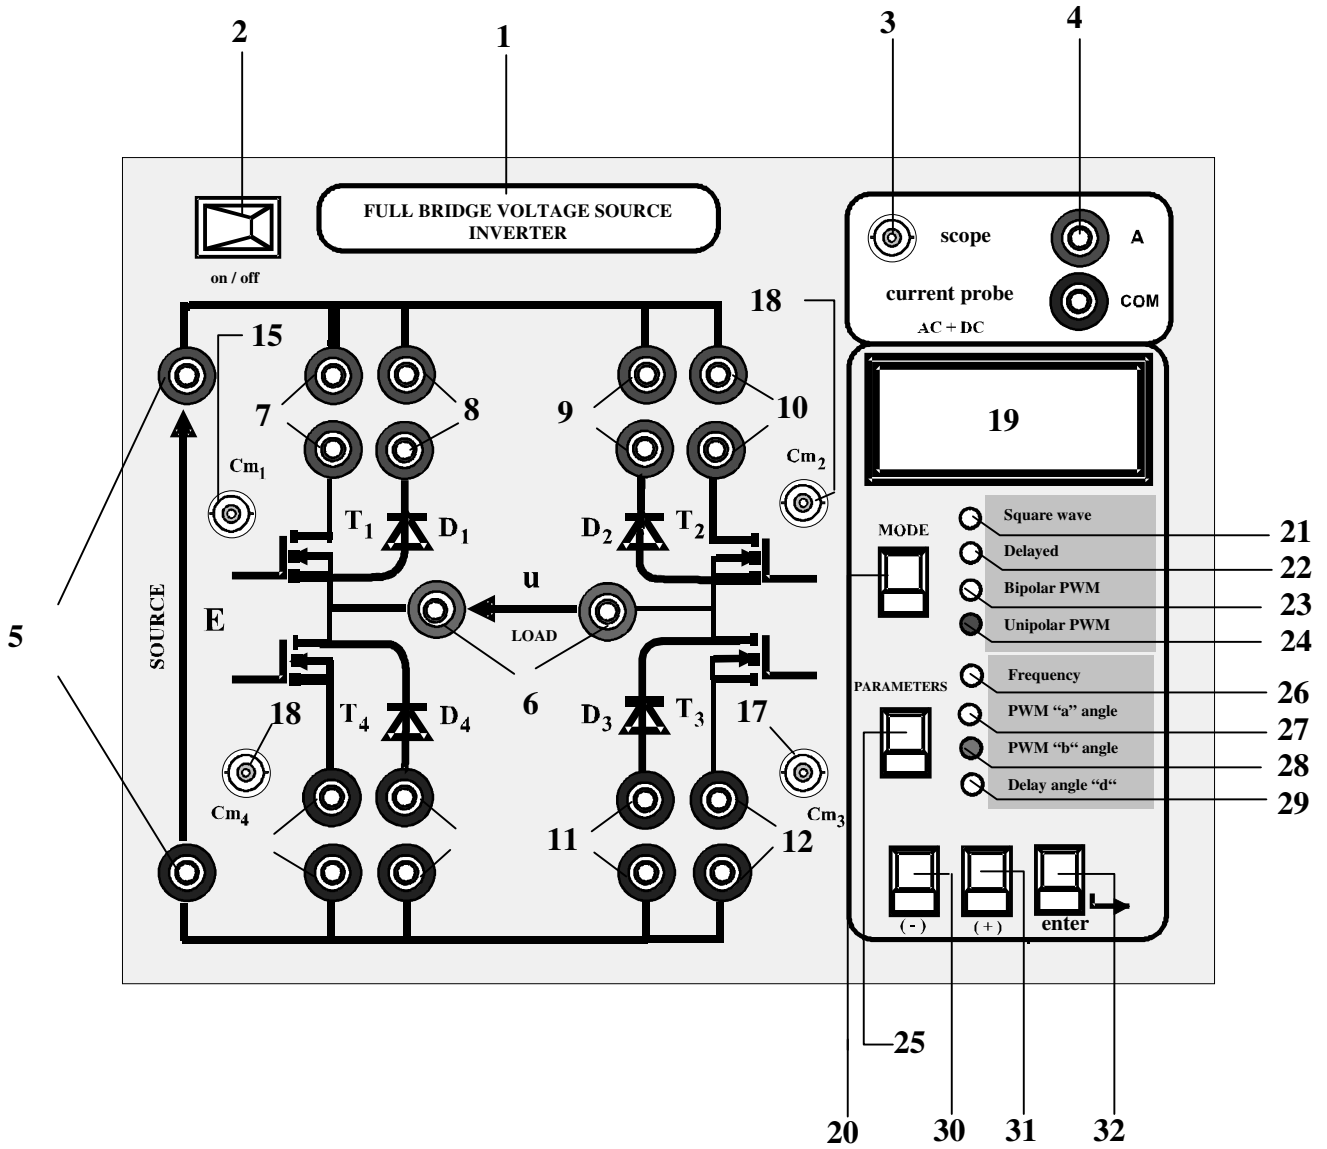 2
1
3
4
FULL BRIDGE VOLTAGE SOURCE
INVERTER
on / off
scope
A
current probe
COM
AC + DC
18
15
7
8
9
10
19
Cm1
Cm2
T1
D1
D2
T2
MODE
Square wave
21
Delayed
22
Bipolar PWM
23
Unipolar PWM
24
u
E
LOAD
SOURCE
5
6
PARAMETERS
Frequency
26
PWM “a” angle
27
PWM “b“ angle
28
Delay angle “d“
29
18
T4
D4
D3
T3
17
Cm4
Cm3
11
12
( - )
( + )
enter
25
20
30
31
32